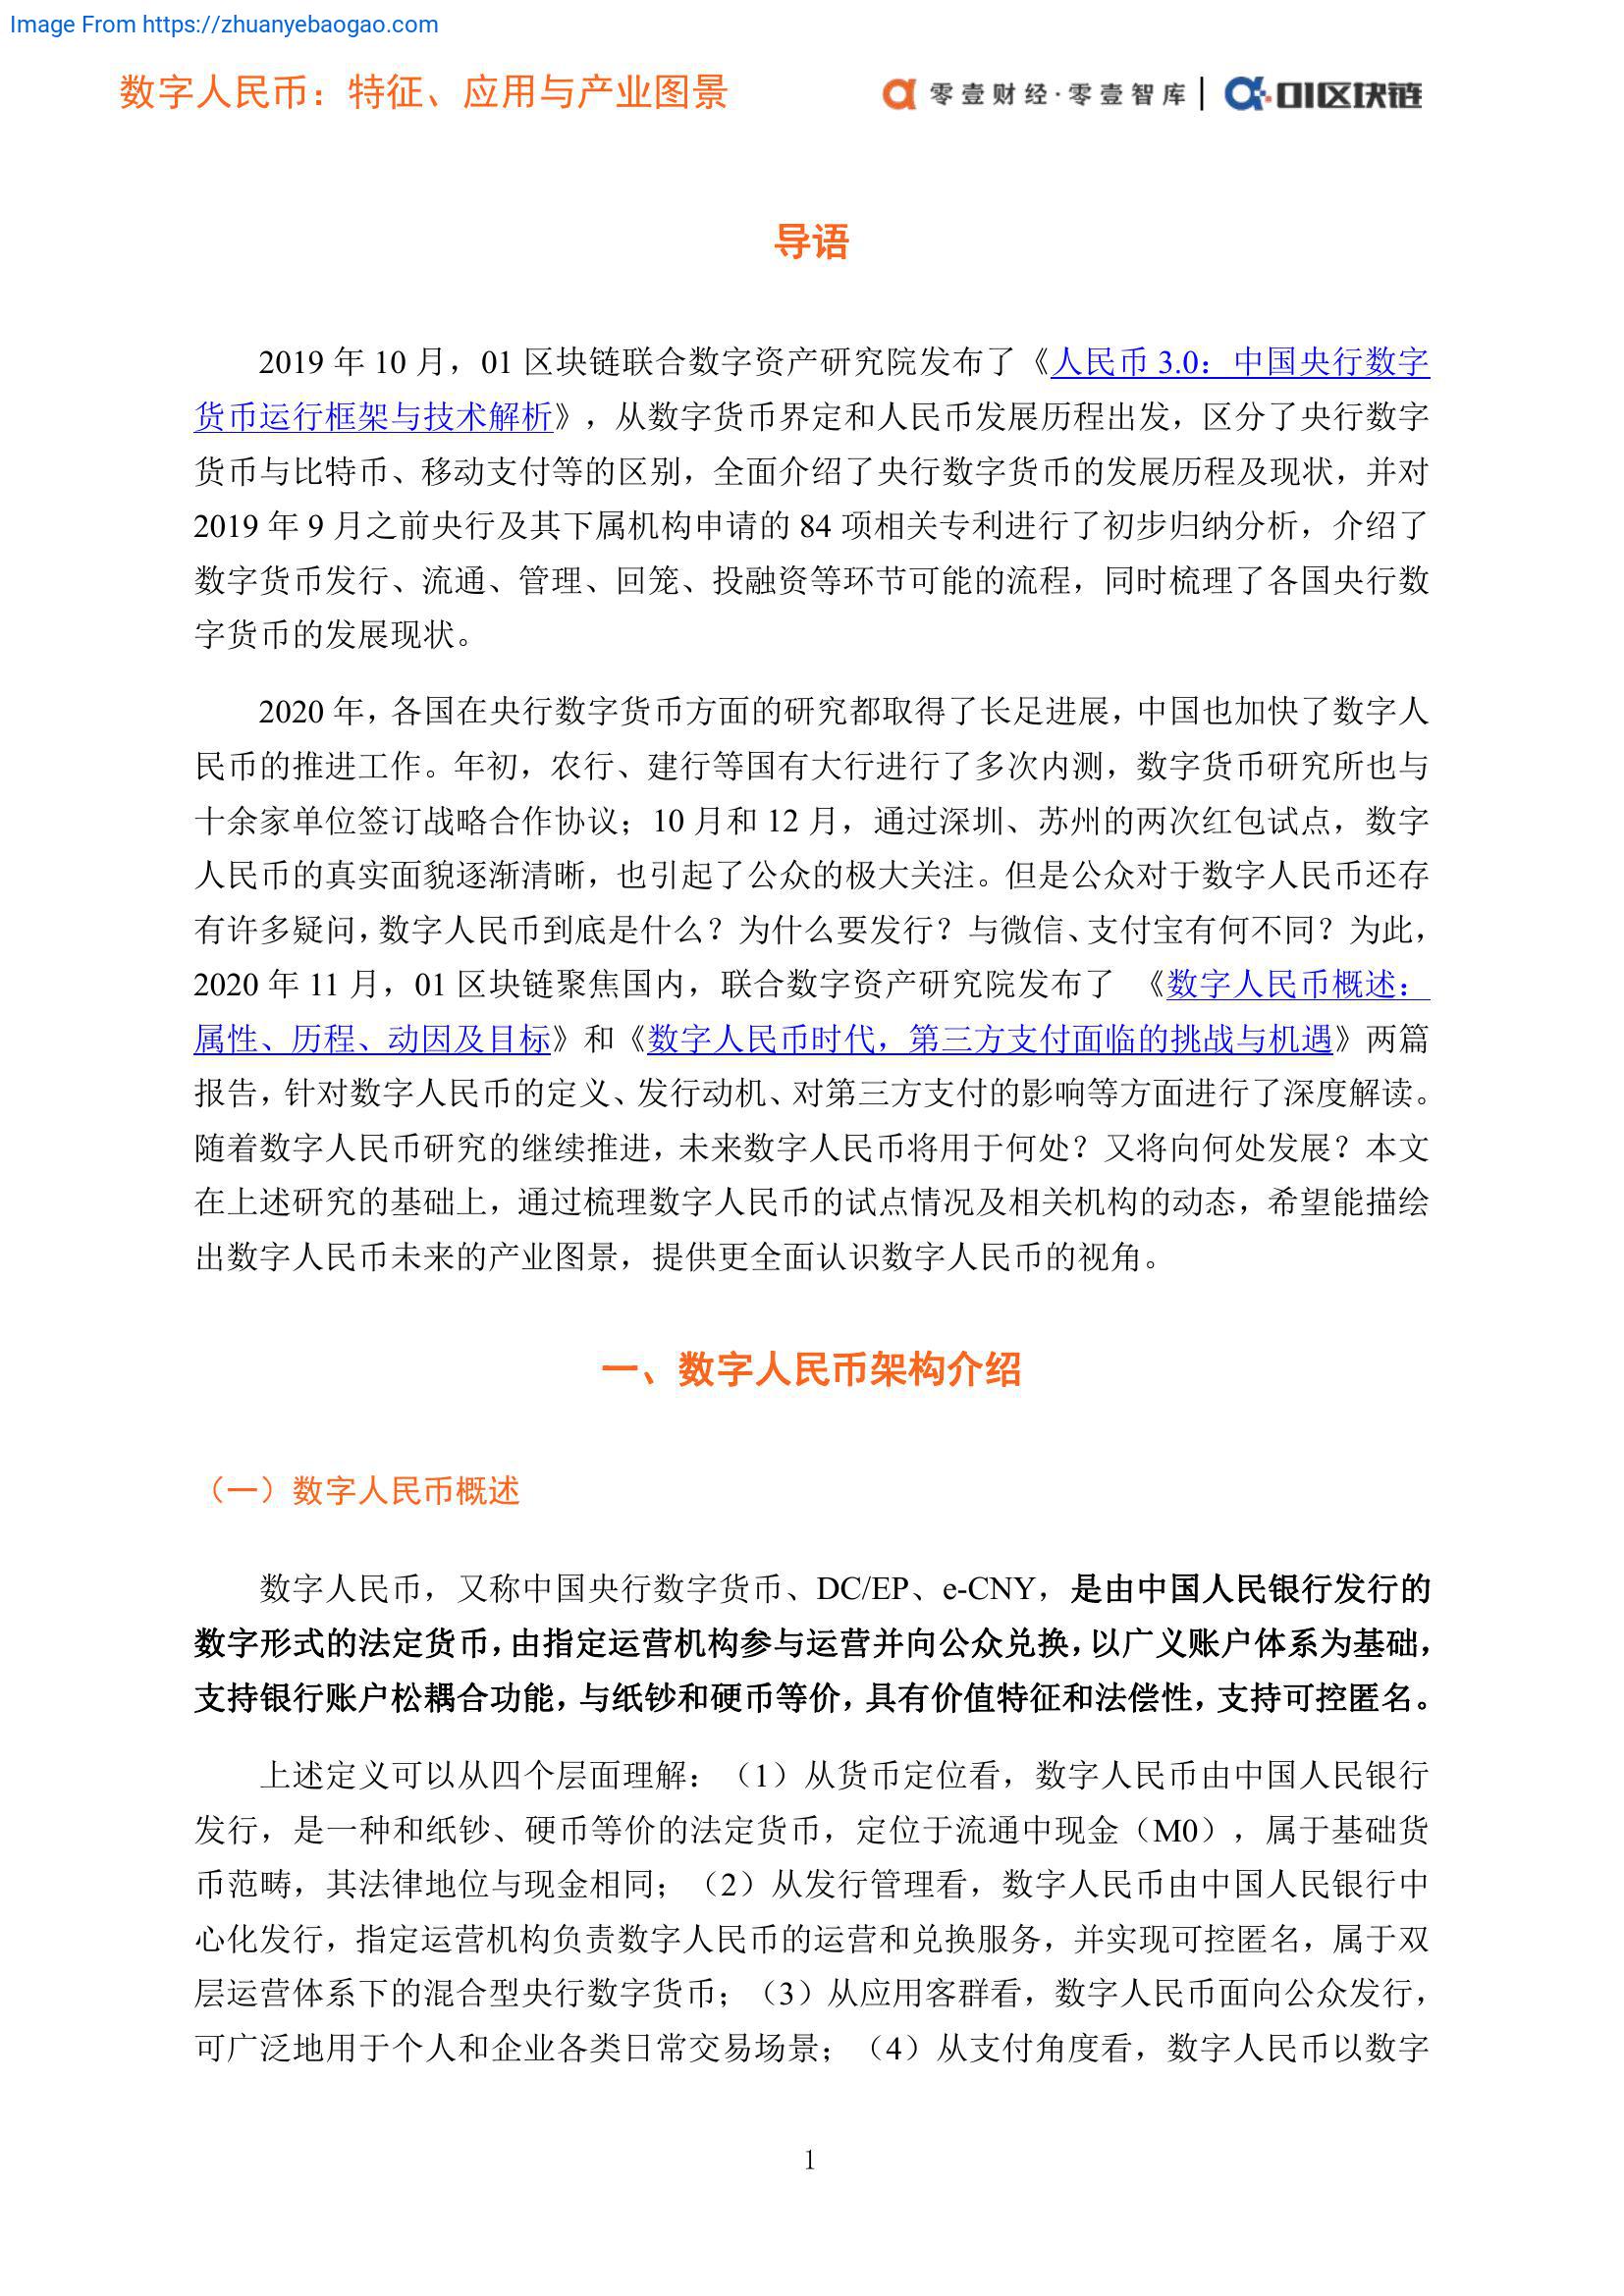 Image From https://zhuanyebaogao.com
数字人民币：特征、应用与产业图景
零壹财经·零壹智库
01区块链
导语
2019 年 10 月，01 区块链联合数字资产研究院发布了《人民币 3.0：中国央行数字
货币运行框架与技术解析》，从数字货币界定和人民币发展历程出发，区分了央行数字
货币与比特币、移动支付等的区别，全面介绍了央行数字货币的发展历程及现状，并对
2019 年 9 月之前央行及其下属机构申请的 84 项相关专利进行了初步归纳分析，介绍了
数字货币发行、流通、管理、回笼、投融资等环节可能的流程，同时梳理了各国央行数
字货币的发展现状。
2020 年，各国在央行数字货币方面的研究都取得了长足进展，中国也加快了数字人
民币的推进工作。年初，农行、建行等国有大行进行了多次内测，数字货币研究所也与
十余家单位签订战略合作协议；10 月和 12 月，通过深圳、苏州的两次红包试点，数字
人民币的真实面貌逐渐清晰，也引起了公众的极大关注。但是公众对于数字人民币还存
有许多疑问，数字人民币到底是什么？为什么要发行？与微信、支付宝有何不同？为此，
2020 年 11 月，01 区块链聚焦国内，联合数字资产研究院发布了 《数字人民币概述：
属性、历程、动因及目标》和《数字人民币时代，第三方支付面临的挑战与机遇》两篇
报告，针对数字人民币的定义、发行动机、对第三方支付的影响等方面进行了深度解读。
随着数字人民币研究的继续推进，未来数字人民币将用于何处？又将向何处发展？本文
在上述研究的基础上，通过梳理数字人民币的试点情况及相关机构的动态，希望能描绘
出数字人民币未来的产业图景，提供更全面认识数字人民币的视角。
一、数字人民币架构介绍
（一）数字人民币概述
数字人民币，又称中国央行数字货币、DC/EP、e-CNY，是由中国人民银行发行的
数字形式的法定货币，由指定运营机构参与运营并向公众兑换，以广义账户体系为基础，
支持银行账户松耦合功能，与纸钞和硬币等价，具有价值特征和法偿性，支持可控匿名。
上述定义可以从四个层面理解：（1）从货币定位看，数字人民币由中国人民银行
发行，是一种和纸钞、硬币等价的法定货币，定位于流通中现金（M0），属于基础货
币范畴，其法律地位与现金相同；（2）从发行管理看，数字人民币由中国人民银行中
心化发行，指定运营机构负责数字人民币的运营和兑换服务，并实现可控匿名，属于双
层运营体系下的混合型央行数字货币；（3）从应用客群看，数字人民币面向公众发行，
可广泛地用于个人和企业各类日常交易场景；（4）从支付角度看，数字人民币以数字
1